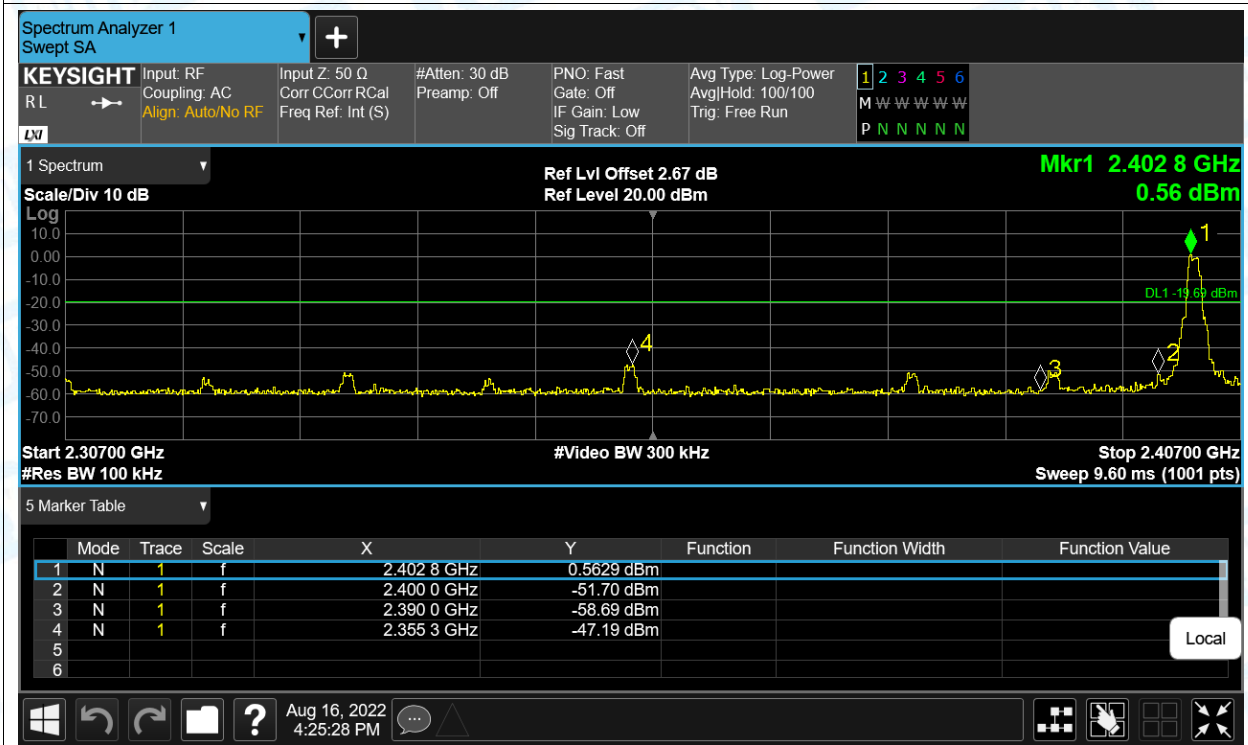 Spectrum Analyzer 1
Swept SA
KEYSIGHT
R L
LXI
Input: RF
Coupling: AC
Align: Auto/No RF
Input Z: 50 Ω
Corr CCorr RCal
Freq Ref: Int (S)
#Atten: 30 dB
Preamp: Off
PNO: Fast
Gate: Off
IF Gain: Low
Sig Track: Off
Avg Type: Log-Power
Avg|Hold: 100/100
Trig: Free Run
1 2 3 4 5 6
M W W W W W
P N N N N N
1 Spectrum
Scale/Div 10 dB
Ref Lvl Offset 2.67 dB
Ref Level 20.00 dBm
Mkr1 2.402 8 GHz
0.56 dBm
Log
10.0
0.00
-10.0
-20.0
-30.0
-40.0
-50.0
-60.0
-70.0
1
DL1 -19.69 dBm
4
3
2
Start 2.30700 GHz
#Video BW 300 kHz
Stop 2.40700 GHz
#Res BW 100 kHz
Sweep 9.60 ms (1001 pts)
5 Marker Table
Mode Trace Scale X Y Function Function Width Function Value
1 N 1 f 2.402 8 GHz 0.5629 dBm
2 N 1 f 2.400 0 GHz -51.70 dBm
3 N 1 f 2.390 0 GHz -58.69 dBm
4 N 1 f 2.355 3 GHz -47.19 dBm
5
6
Local
?
Aug 16, 2022
4:25:28 PM